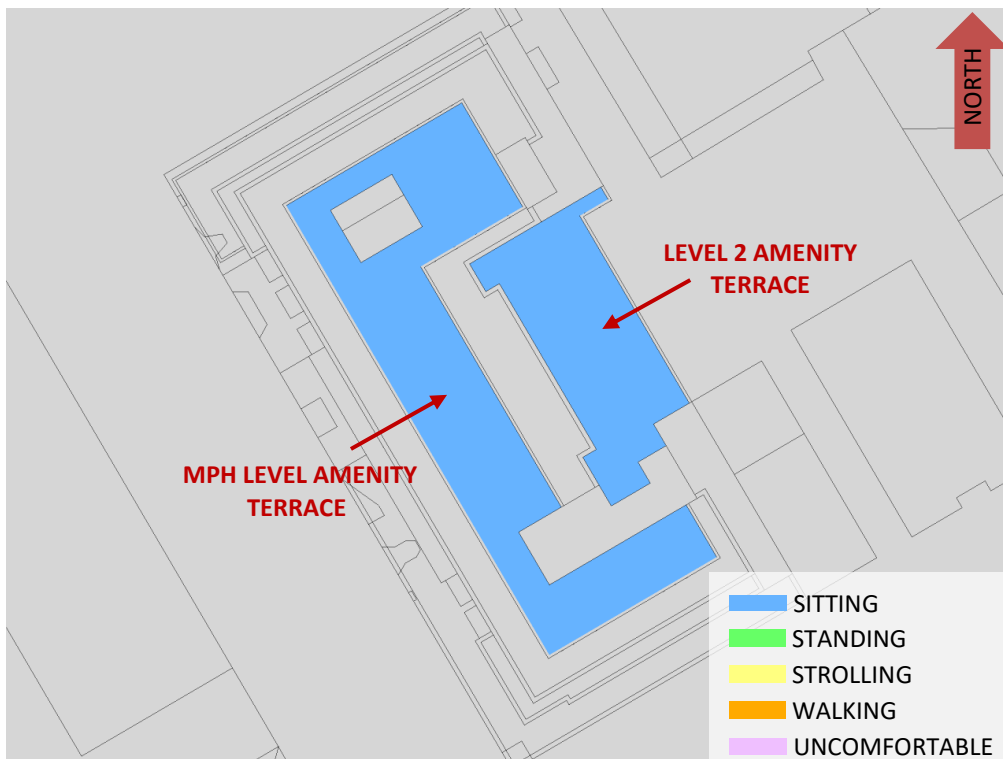 NORTH
LEVEL 2 AMENITY
TERRACE
MPH LEVEL AMENITY
TERRACE
SITTING
STANDING
STROLLING
WALKING
UNCOMFORTABLE